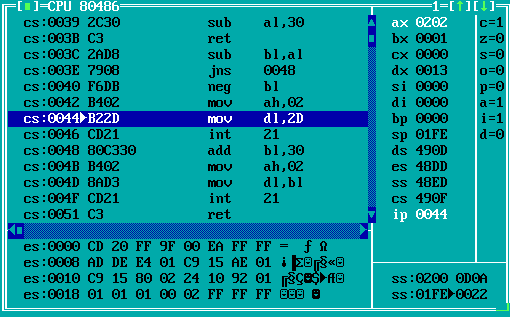 [■]=CPU 80486 1=[↑][↓]
cs:0039 2C30 sub al,30
cs:003B C3 ret
cs:003C 2AD8 sub bl,al
cs:003E 7908 jns 0048
cs:0040 F6DB neg bl
cs:0042 B402 mov ah,02
cs:0044►B22D mov dl,2D
cs:0046 CD21 int 21
cs:0048 80C330 add bl,30
cs:004B B402 mov ah,02
cs:004D 8AD3 mov dl,bl
cs:004F CD21 int 21
cs:0051 C3 ret
ax 0202 c=1
bx 0001 z=0
cx 0000 s=0
dx 0013 o=0
si 0000 p=0
di 0000 a=1
bp 0000 i=1
sp 01FE d=0
ds 490D
es 48DD
ss 48ED
cs 490F
ip 0044
es:0000 CD 20 FF 9F 00 EA FF FF
es:0008 AD DE E4 01 C9 15 AE 01
es:0010 C9 15 80 02 24 10 92 01
es:0018 01 01 01 00 02 FF FF FF
ss:0200 0D0A
ss:01FE►0022